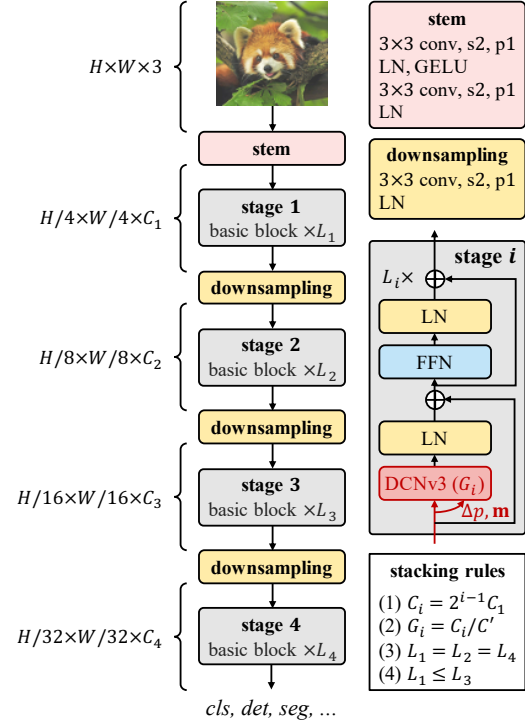 H×W×3
stem
stage 1
basic block ×L₁
H/4×W/4×C₁
downsampling
stage 2
basic block ×L₂
H/8×W/8×C₂
downsampling
stage 3
basic block ×L₃
H/16×W/16×C₃
downsampling
stage 4
basic block ×L₄
H/32×W/32×C₄
cls, det, seg, ...
stem
3×3 conv, s2, p1
LN, GELU
3×3 conv, s2, p1
LN
downsampling
3×3 conv, s2, p1
LN
stage i
Lᵢ×
LN
FFN
LN
DCNv3 (Gᵢ)
Δp, m
stacking rules
(1) Cᵢ = 2ⁱ⁻¹C₁
(2) Gᵢ = Cᵢ/C′
(3) L₁ = L₂ = L₄
(4) L₁ ≤ L₃